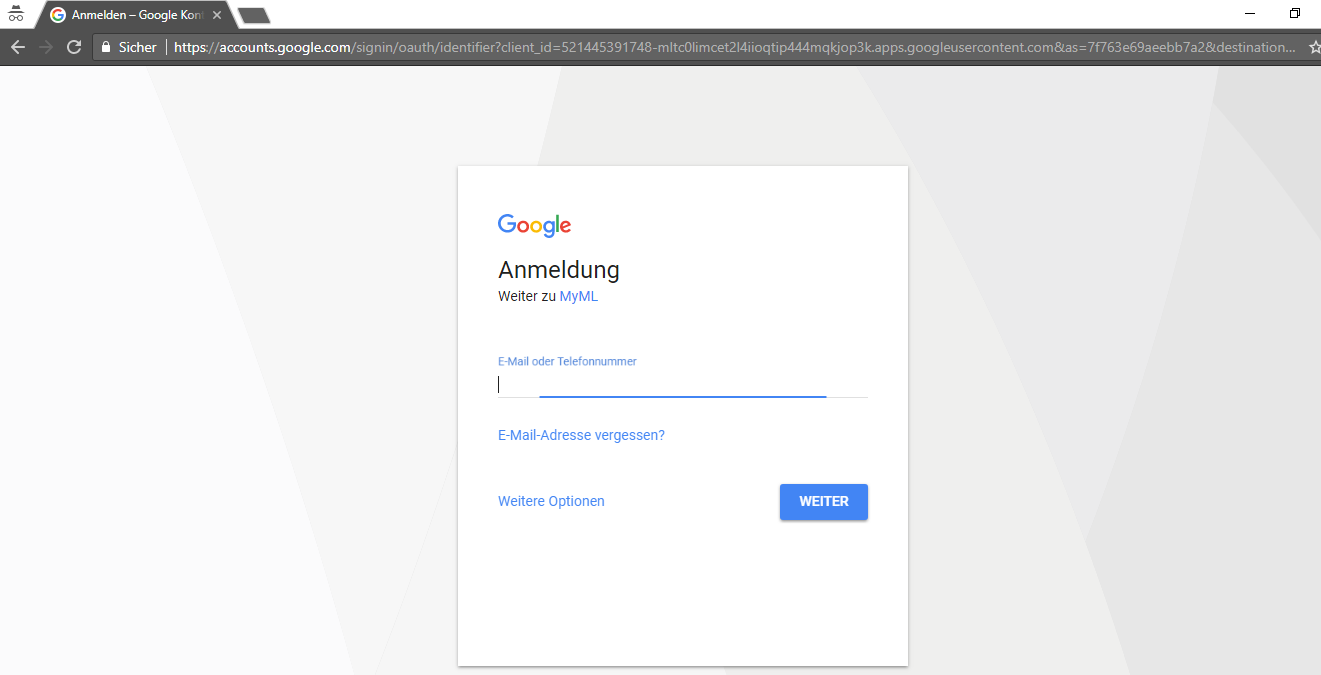 Anmelden – Google Kon
Sicher
https://accounts.google.com/signin/oauth/identifier?client_id=521445391748-mltc0limcet2l4iioqtip444mqkjop3k.apps.googleusercontent.com&as=7f763e69aeebb7a2&destination...
Google
Anmeldung
Weiter zu MyML
E-Mail oder Telefonnummer
E-Mail-Adresse vergessen?
Weitere Optionen
WEITER